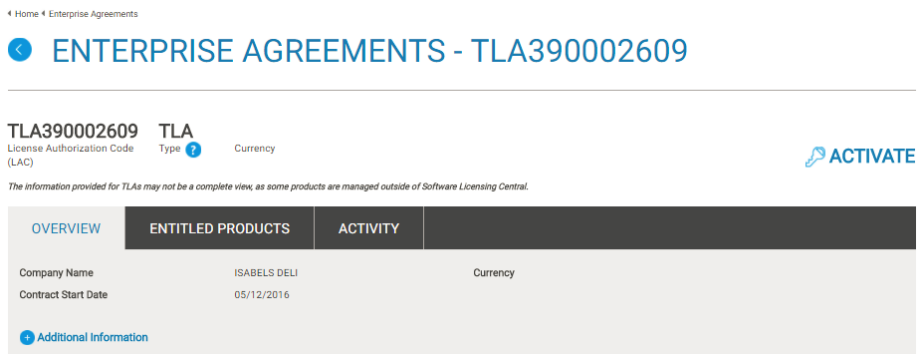 Home Enterprise Agreements
ENTERPRISE AGREEMENTS - TLA390002609
TLA390002609 TLA
License Authorization Code Type ? Currency
(LAC)
ACTIVATE
The information provided for TLAs may not be a complete view, as some products are managed outside of Software Licensing Central.
OVERVIEW ENTITLED PRODUCTS ACTIVITY
Company Name ISABELS DELI Currency
Contract Start Date 05/12/2016
+ Additional Information